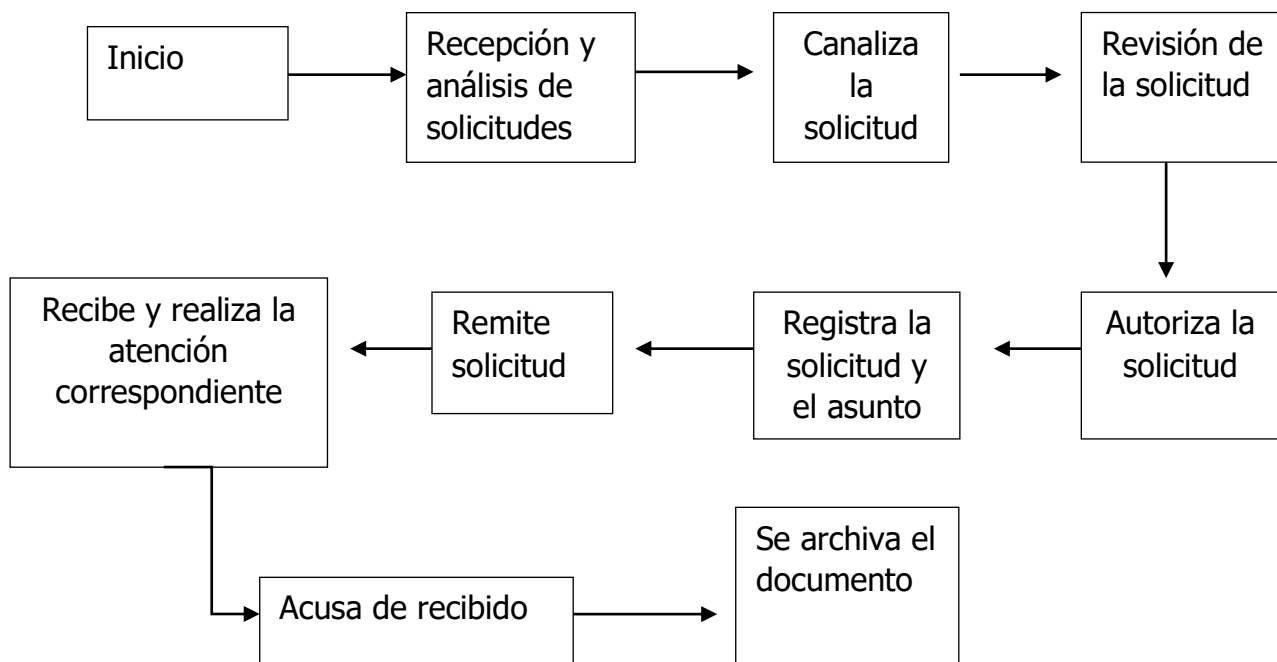 Inicio
Recepción y
análisis de
solicitudes
Canaliza
la
solicitud
Revisión de
la solicitud
Autoriza la
solicitud
Registra la
solicitud y
el asunto
Remite
solicitud
Recibe y realiza la
atención
correspondiente
Acusa de recibido
Se archiva el
documento